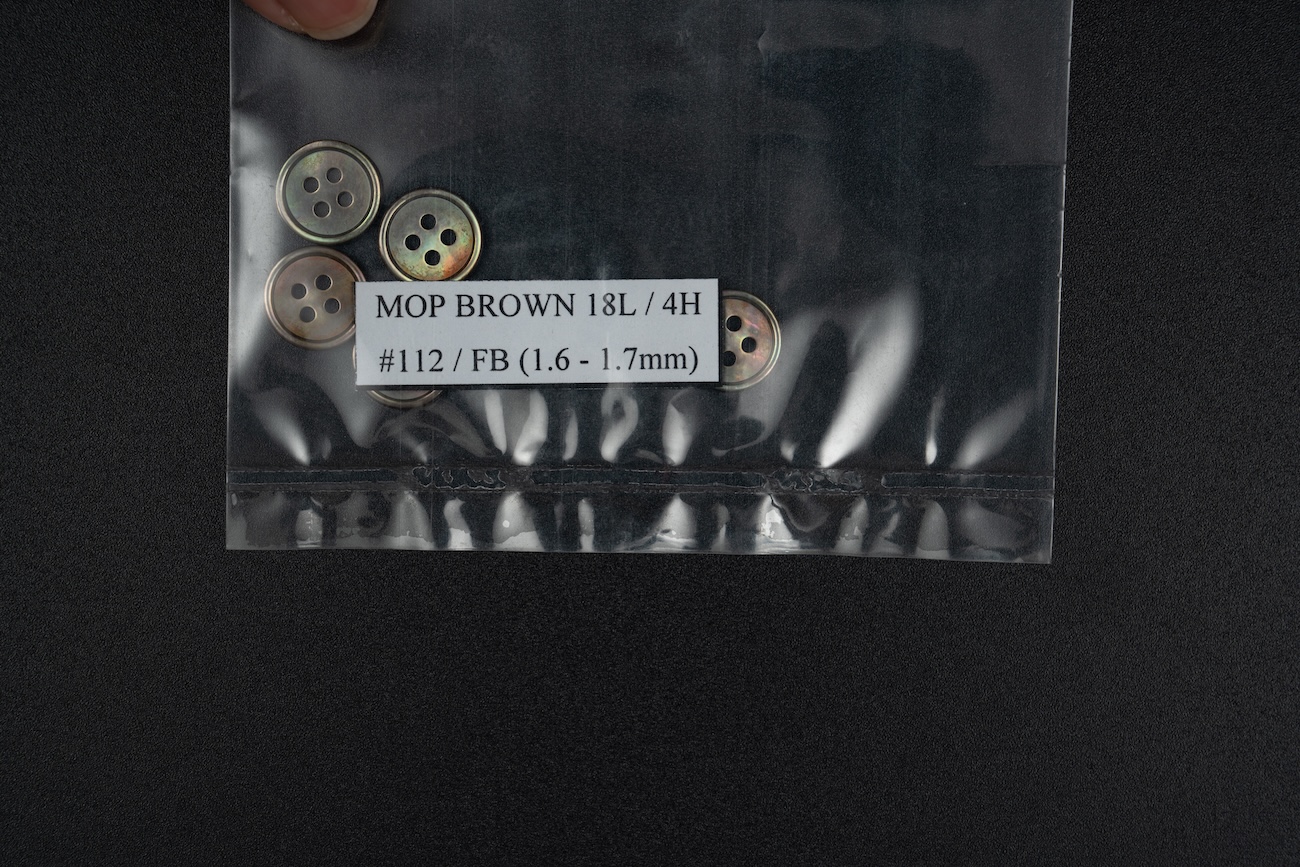 MOP BROWN 18L / 4H
#112 / FB (1.6 - 1.7mm)